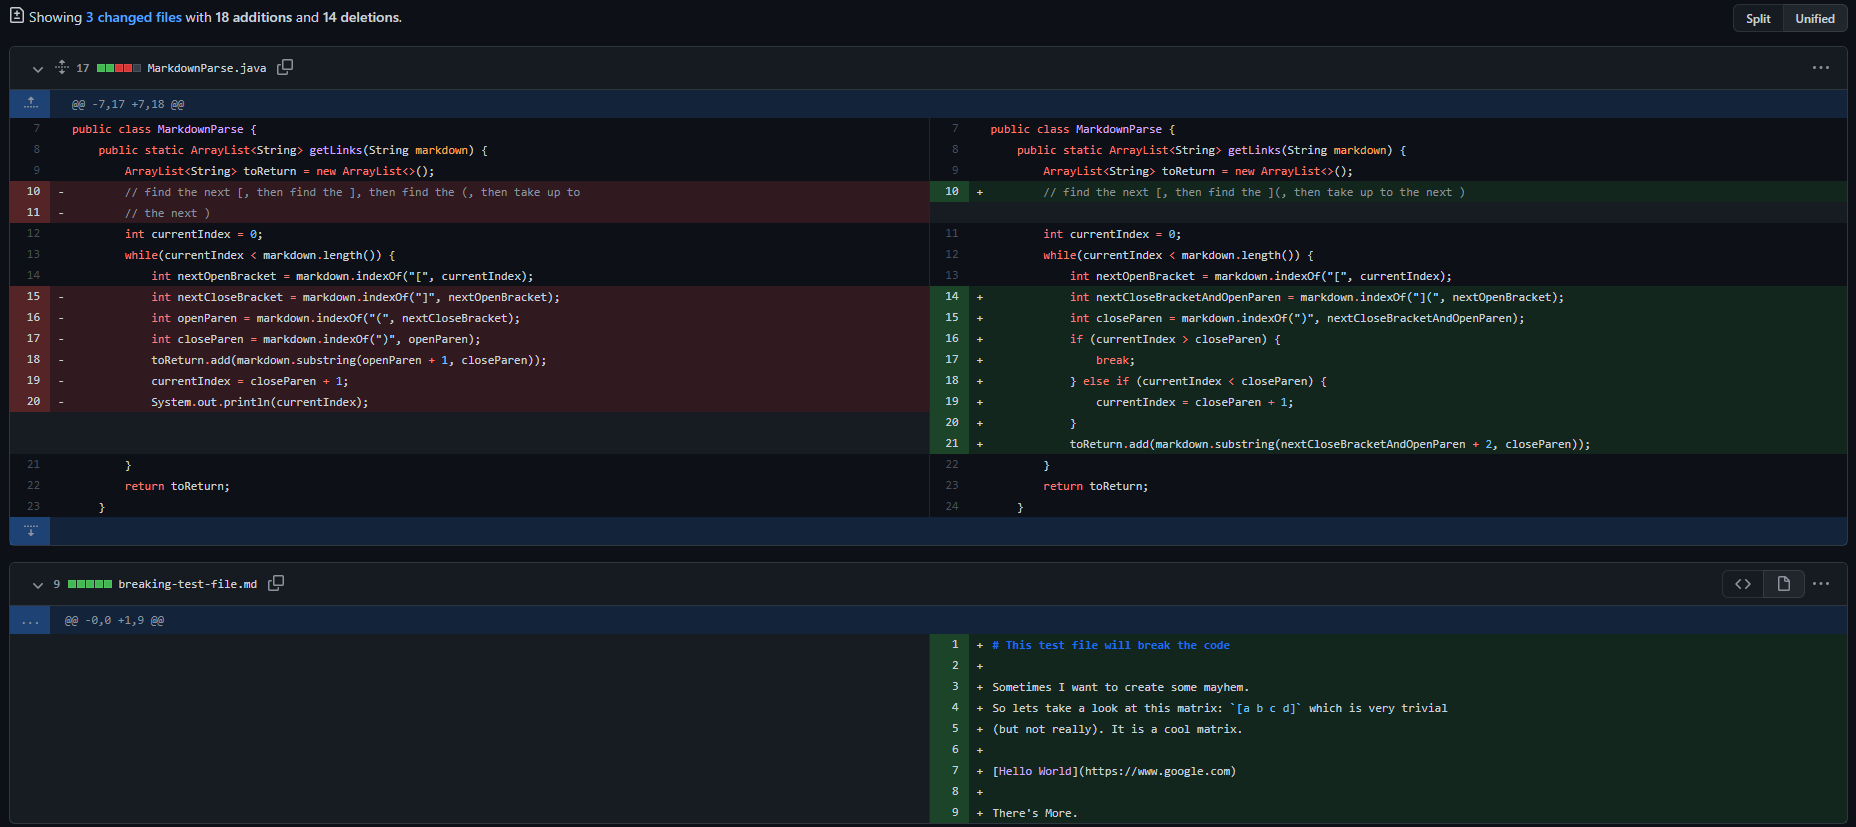 Showing 3 changed files with 18 additions and 14 deletions.
Split Unified
17 MarkdownParse.java
@@ -7,17 +7,18 @@
7 public class MarkdownParse {
8 public static ArrayList<String> getLinks(String markdown) {
9 ArrayList<String> toReturn = new ArrayList<>();
10 - // find the next [, then find the ], then find the (, then take up to
11 - // the next )
12 int currentIndex = 0;
13 while(currentIndex < markdown.length()) {
14 int nextOpenBracket = markdown.indexOf("[", currentIndex);
15 - int nextCloseBracket = markdown.indexOf("]", nextOpenBracket);
16 - int openParen = markdown.indexOf("(", nextCloseBracket);
17 - int closeParen = markdown.indexOf(")", openParen);
18 - toReturn.add(markdown.substring(openParen + 1, closeParen));
19 - currentIndex = closeParen + 1;
20 - System.out.println(currentIndex);
21 }
22 return toReturn;
23 }
7 public class MarkdownParse {
8 public static ArrayList<String> getLinks(String markdown) {
9 ArrayList<String> toReturn = new ArrayList<>();
10 + // find the next [, then find the ](, then take up to the next )
11 int currentIndex = 0;
12 while(currentIndex < markdown.length()) {
13 int nextOpenBracket = markdown.indexOf("[", currentIndex);
14 + int nextCloseBracketAndOpenParen = markdown.indexOf("](", nextOpenBracket);
15 + int closeParen = markdown.indexOf(")", nextCloseBracketAndOpenParen);
16 + if (currentIndex > closeParen) {
17 + break;
18 + } else if (currentIndex < closeParen) {
19 + currentIndex = closeParen + 1;
20 + }
21 + toReturn.add(markdown.substring(nextCloseBracketAndOpenParen + 2, closeParen));
22 }
23 return toReturn;
24 }
9 breaking-test-file.md
... @@ -0,0 +1,9 @@
1 + # This test file will break the code
2 +
3 + Sometimes I want to create some mayhem.
4 + So lets take a look at this matrix: `[a b c d]` which is very trivial
5 + (but not really). It is a cool matrix.
6 +
7 + [Hello World](https://www.google.com)
8 +
9 + There's More.